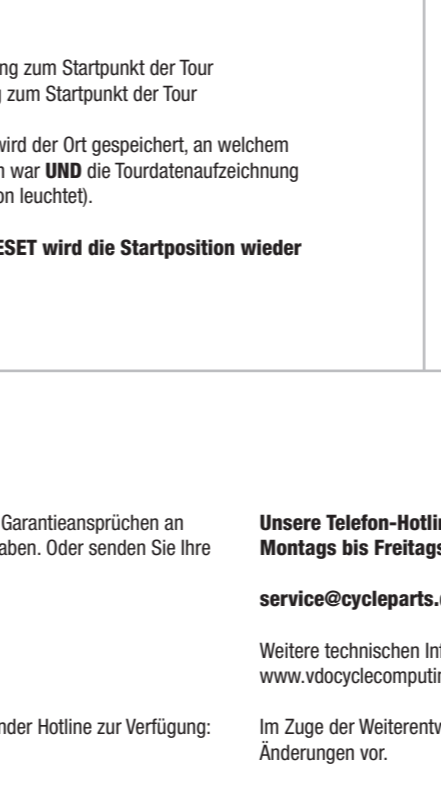 ng zum Startpunkt der Tour
zum Startpunkt der Tour
wird der Ort gespeichert, an welchem
war UND die Tourdatenaufzeichnung
on leuchtet).
ESET wird die Startposition wieder
Garantieansprüchen an
aben. Oder senden Sie Ihre
nder Hotline zur Verfügung:
Unsere Telefon-Hotli
Montags bis Freitags
service@cycleparts.
Weitere technischen Inf
www.vdocyclecomputi
Im Zuge der Weiterentw
Änderungen vor.